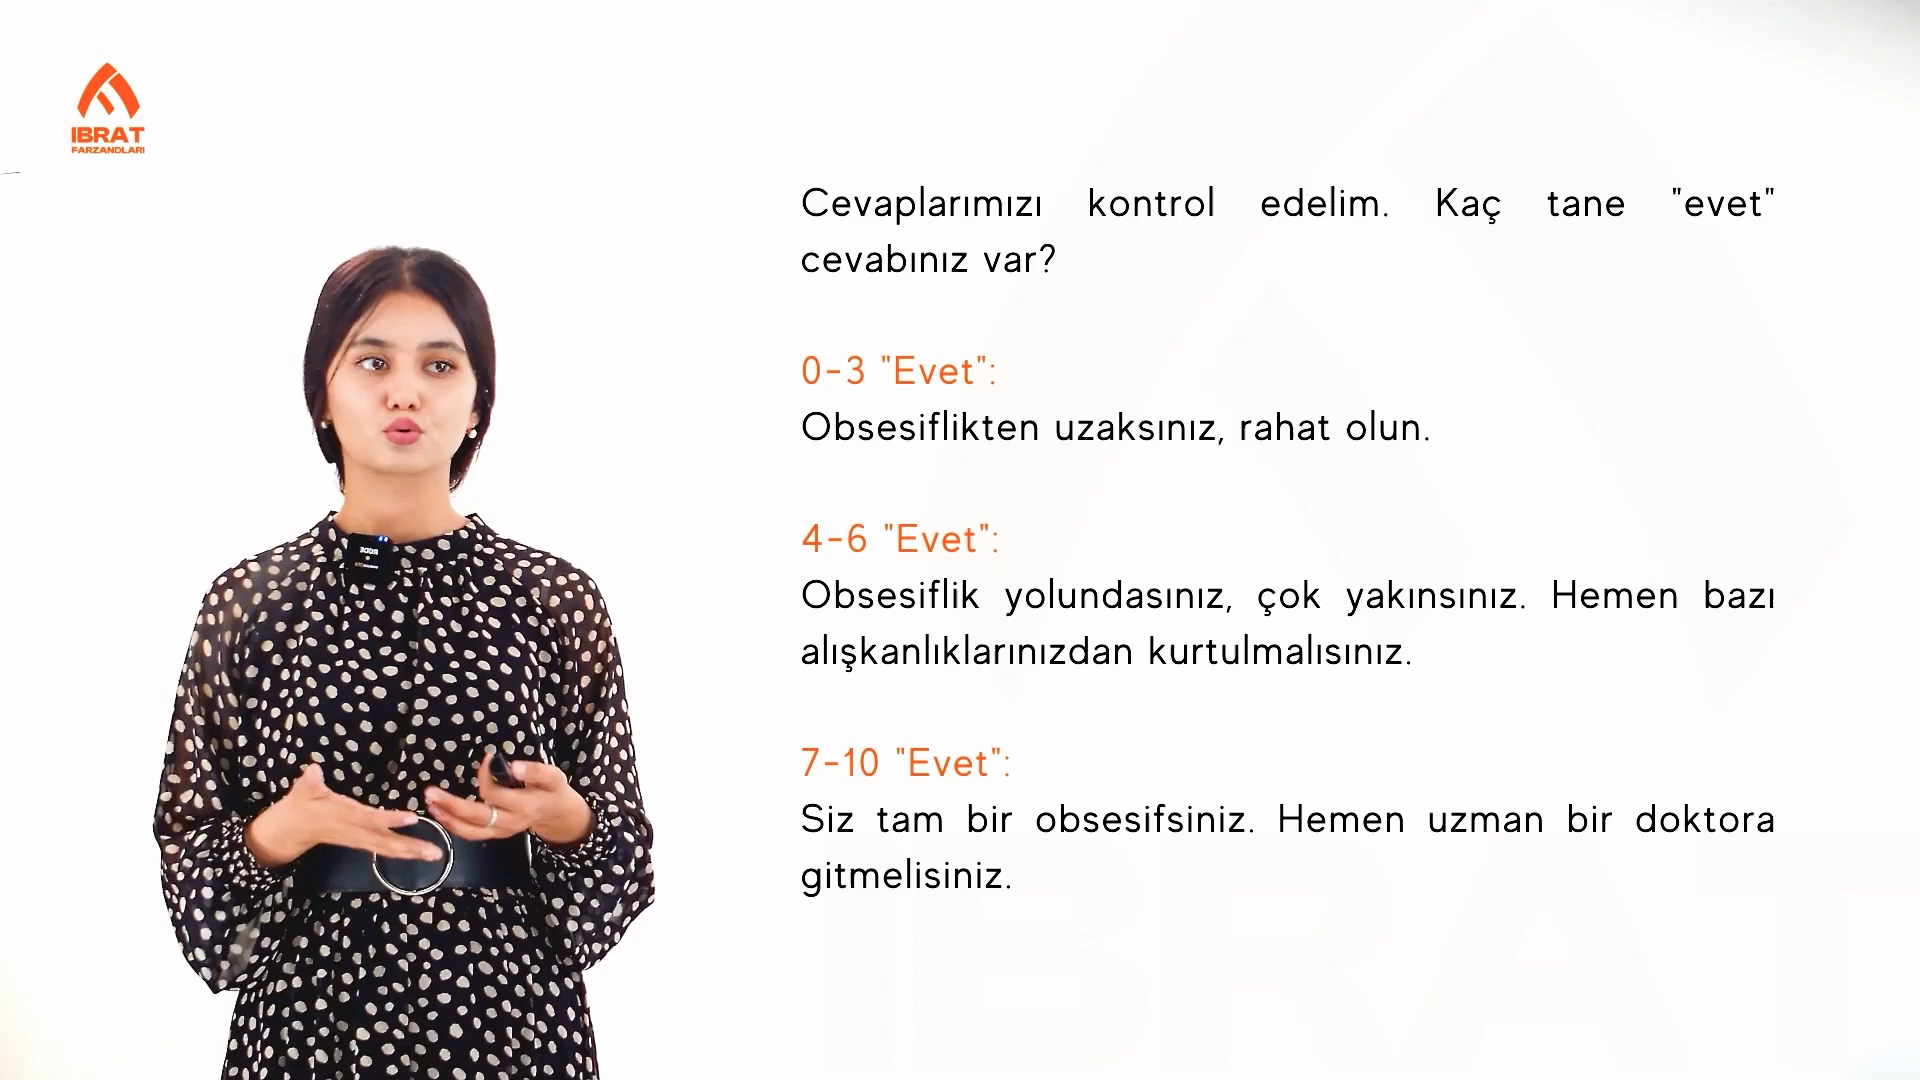 IBRAT
FARZANDLARI
Cevaplarımızı kontrol edelim. Kaç tane "evet"
cevabınız var?
0-3 "Evet":
Obsesiflikten uzaksınız, rahat olun.
4-6 "Evet":
Obsesiflik yolundasınız, çok yakınsınız. Hemen bazı
alışkanlıklarınızdan kurtulmalısınız.
7-10 "Evet":
Siz tam bir obsesifsiniz. Hemen uzman bir doktora
gitmelisiniz.